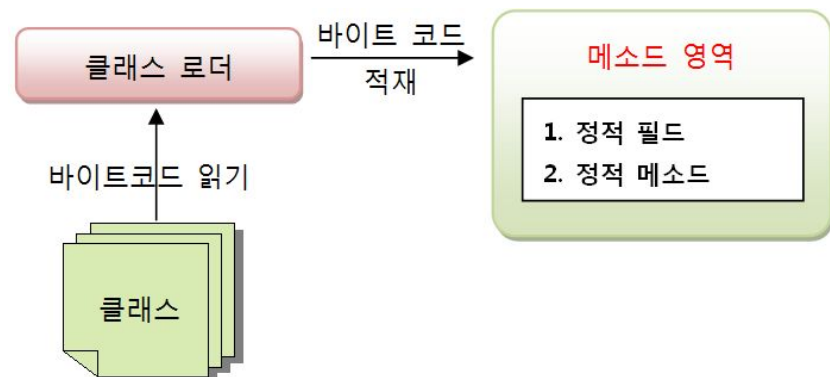 클래스 로더
바이트 코드
적재
메소드 영역
1. 정적 필드
2. 정적 메소드
바이트코드 읽기
클래스